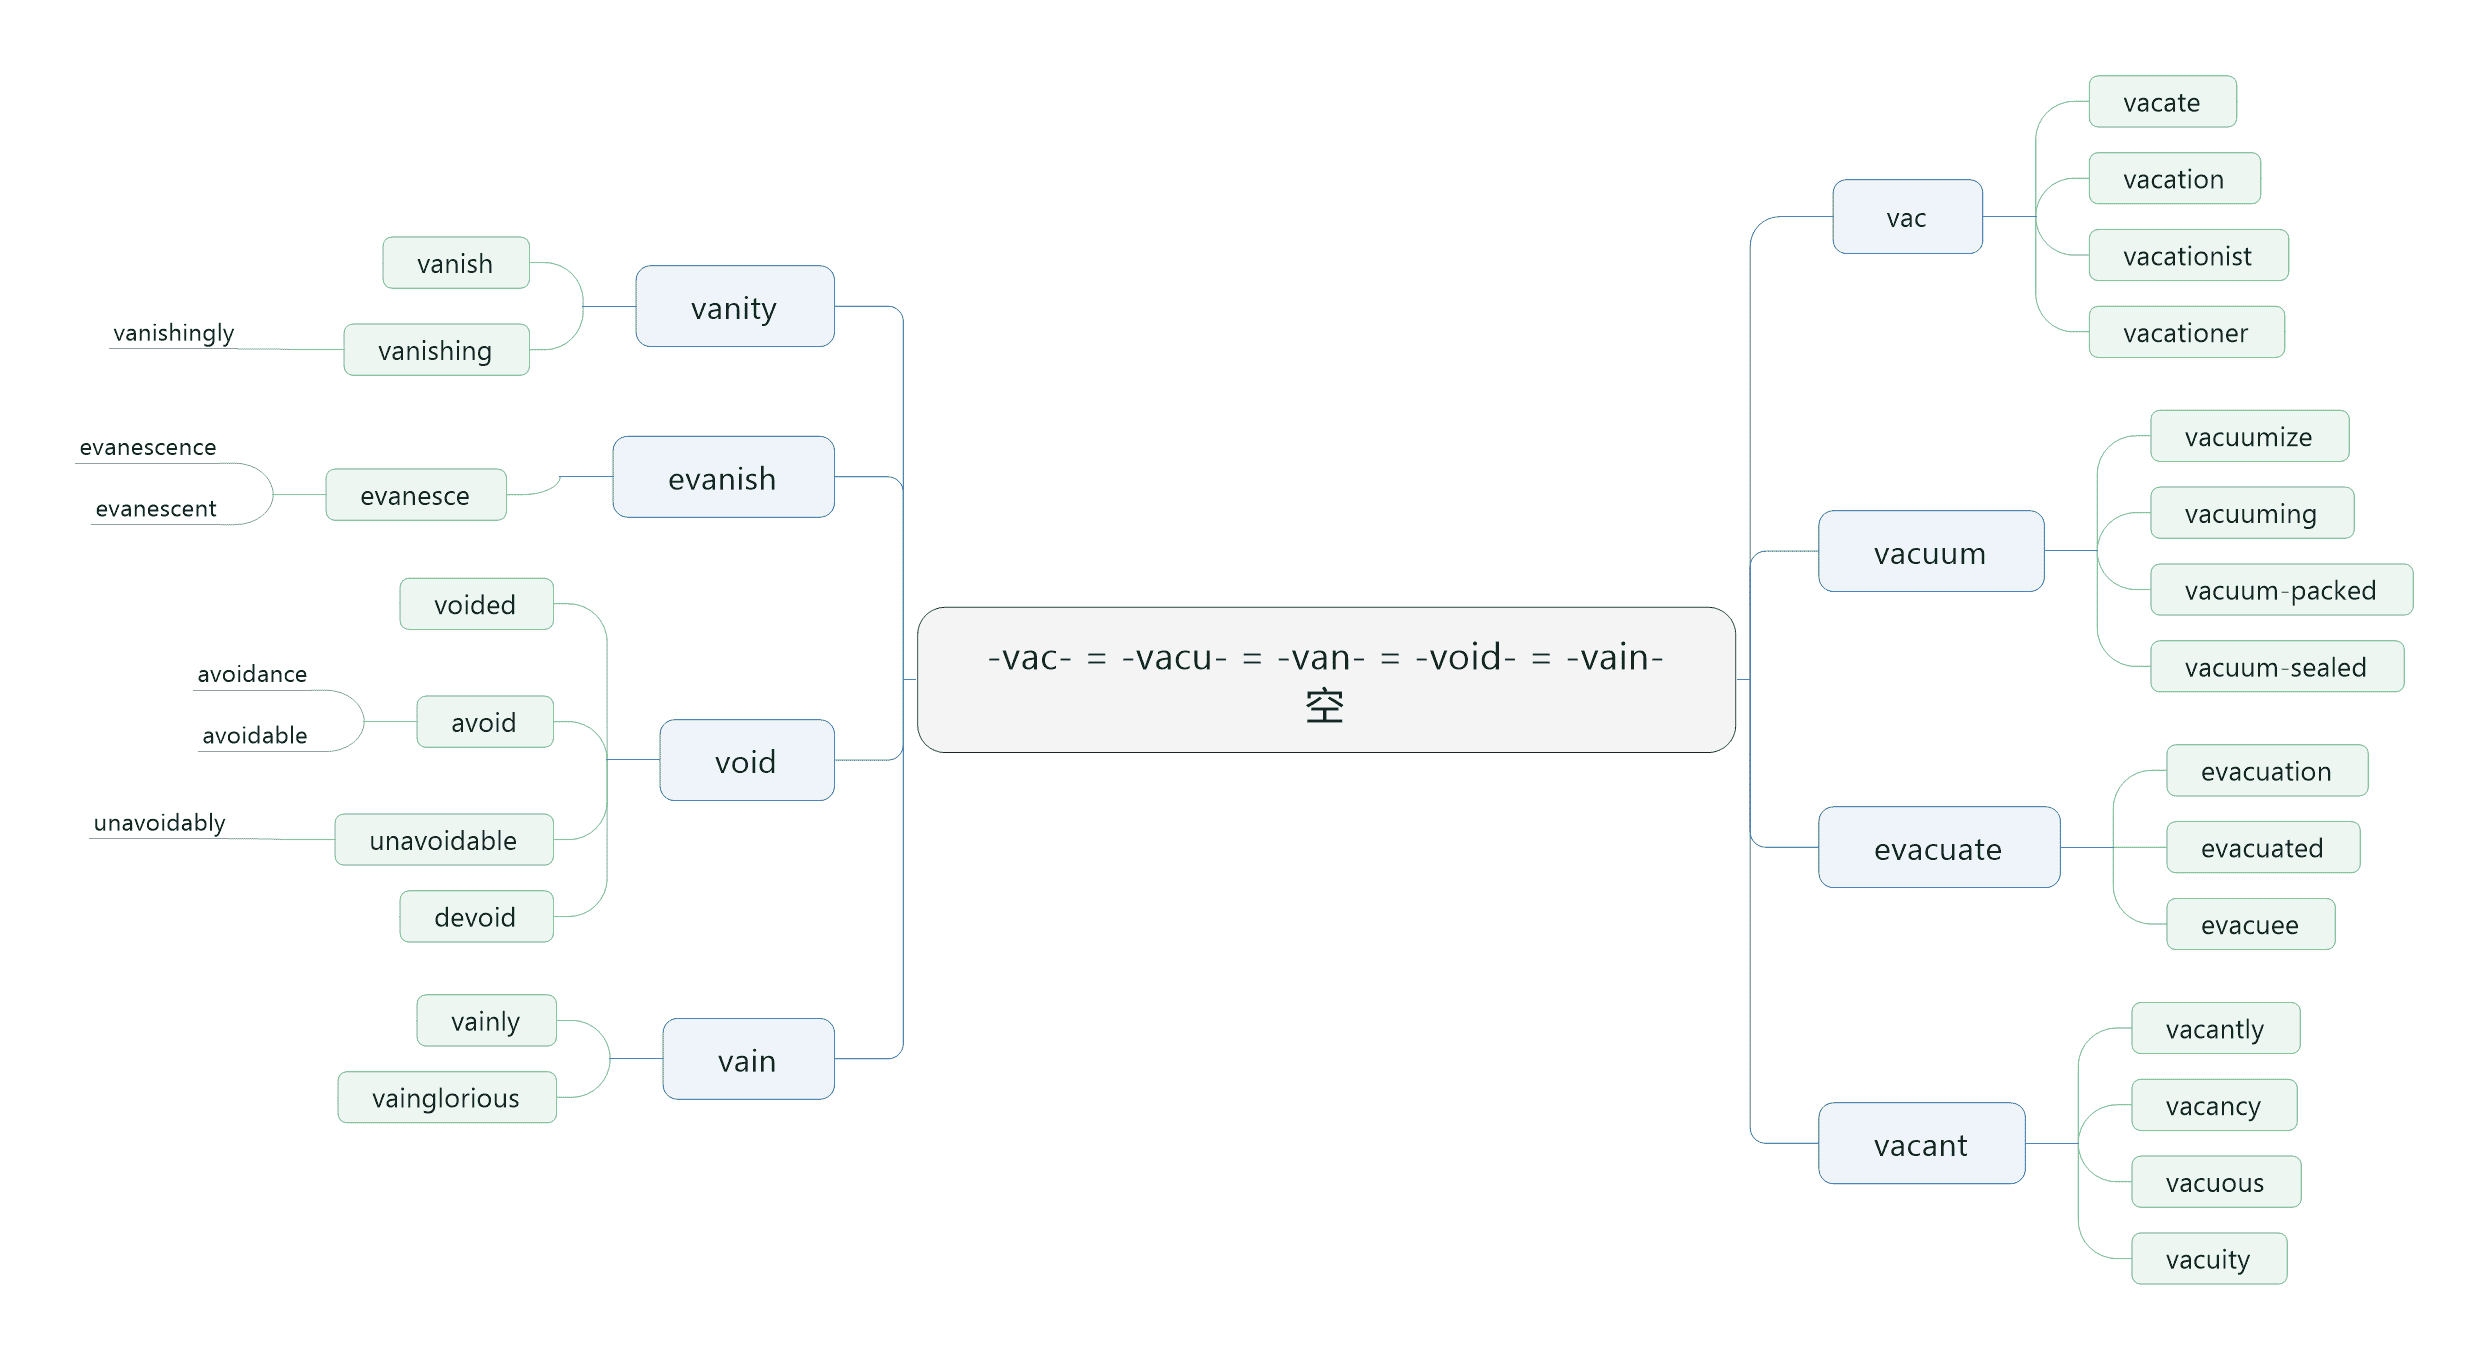 -vac- = -vacu- = -van- = -void- = -vain-
空
vac
vacate
vacation
vacationist
vacationer
vacuum
vacuumize
vacuuming
vacuum-packed
vacuum-sealed
evacuate
evacuation
evacuated
evacuee
vacant
vacantly
vacancy
vacuous
vacuity
vanity
vanish
vanishing
vanishingly
evanish
evanesce
evanescence
evanescent
void
voided
avoid
avoidance
avoidable
unavoidable
unavoidably
devoid
vain
vainly
vainglorious